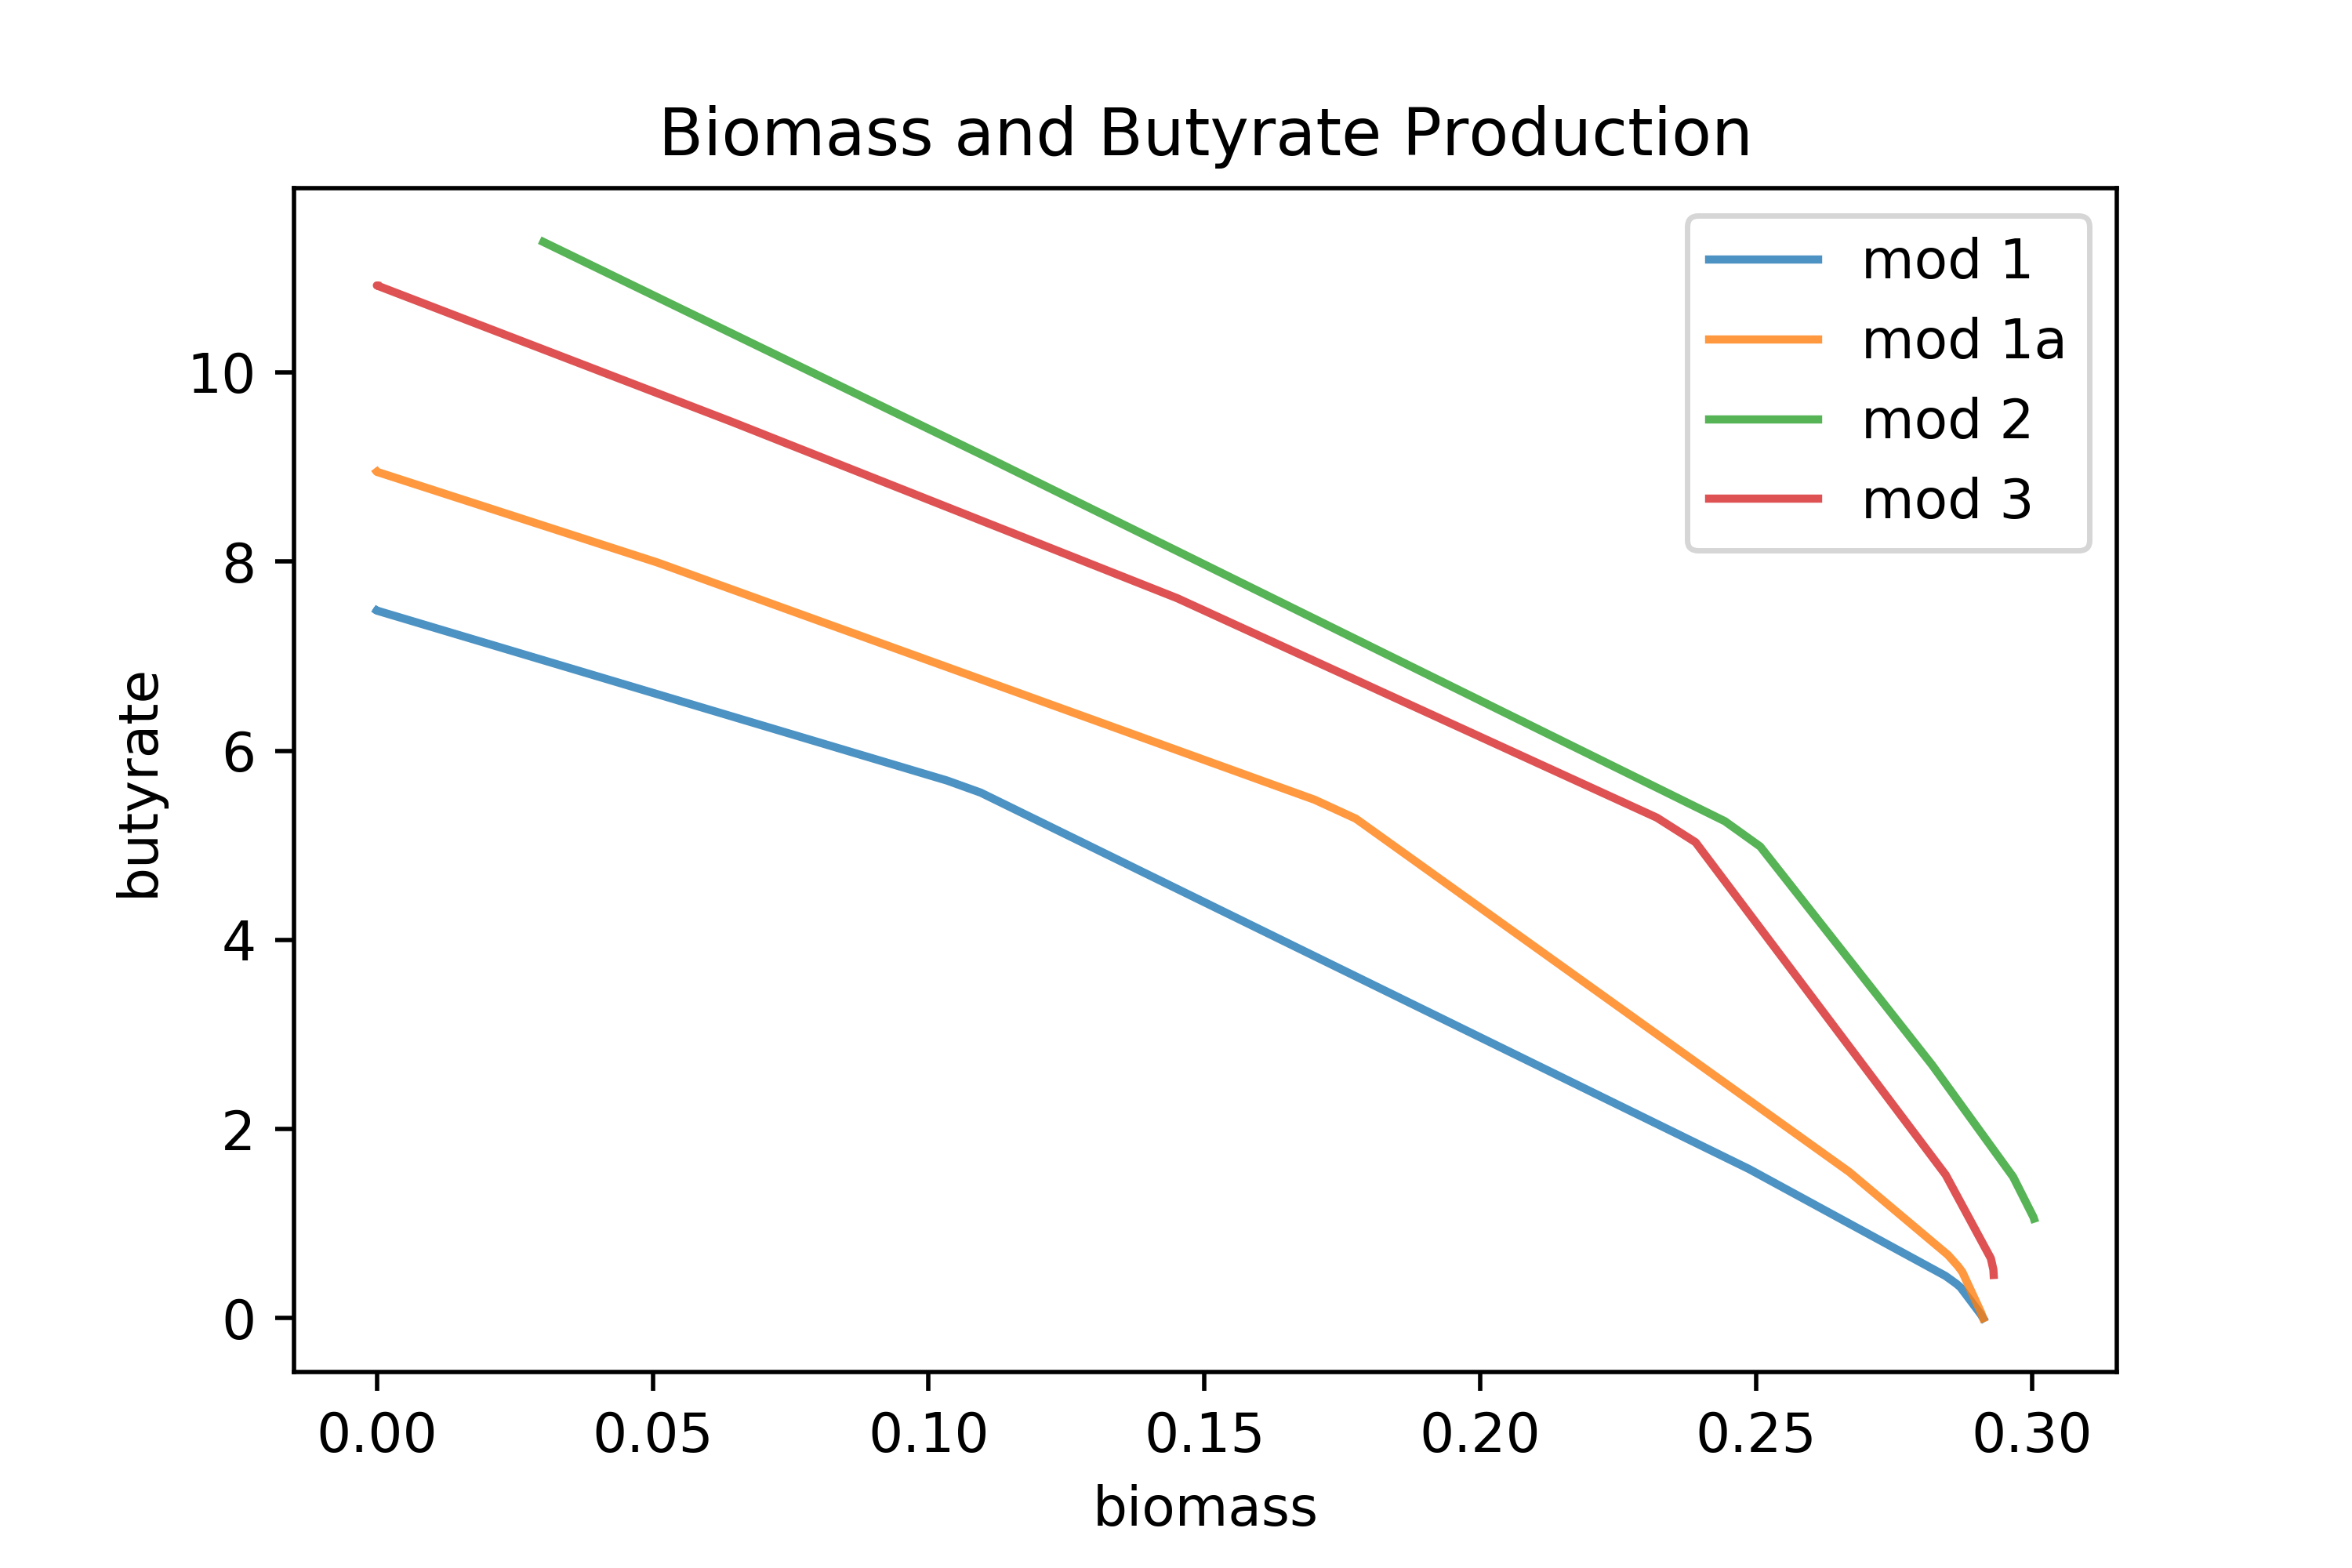 Biomass and Butyrate Production
mod 1
mod 1a
mod 2
mod 3
butyrate
10
8
6
4
2
0
0.00 0.05 0.10 0.15 0.20 0.25 0.30
biomass